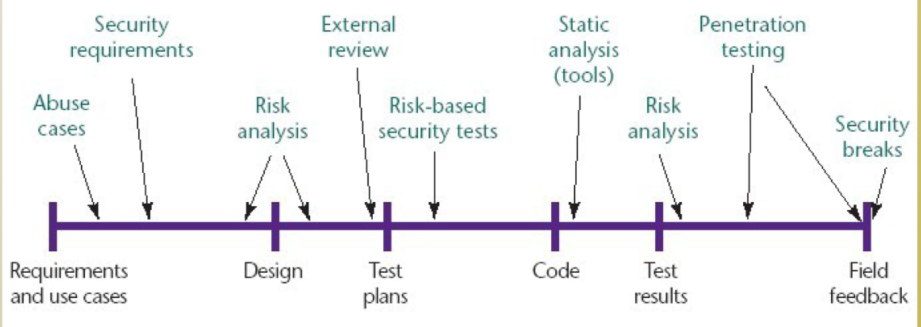 Security
requirements
External
review
Static
analysis
(tools)
Penetration
testing
Abuse
cases
Risk
analysis
Risk-based
security tests
Risk
analysis
Security
breaks
Requirements
and use cases
Design
Test
plans
Code
Test
results
Field
feedback